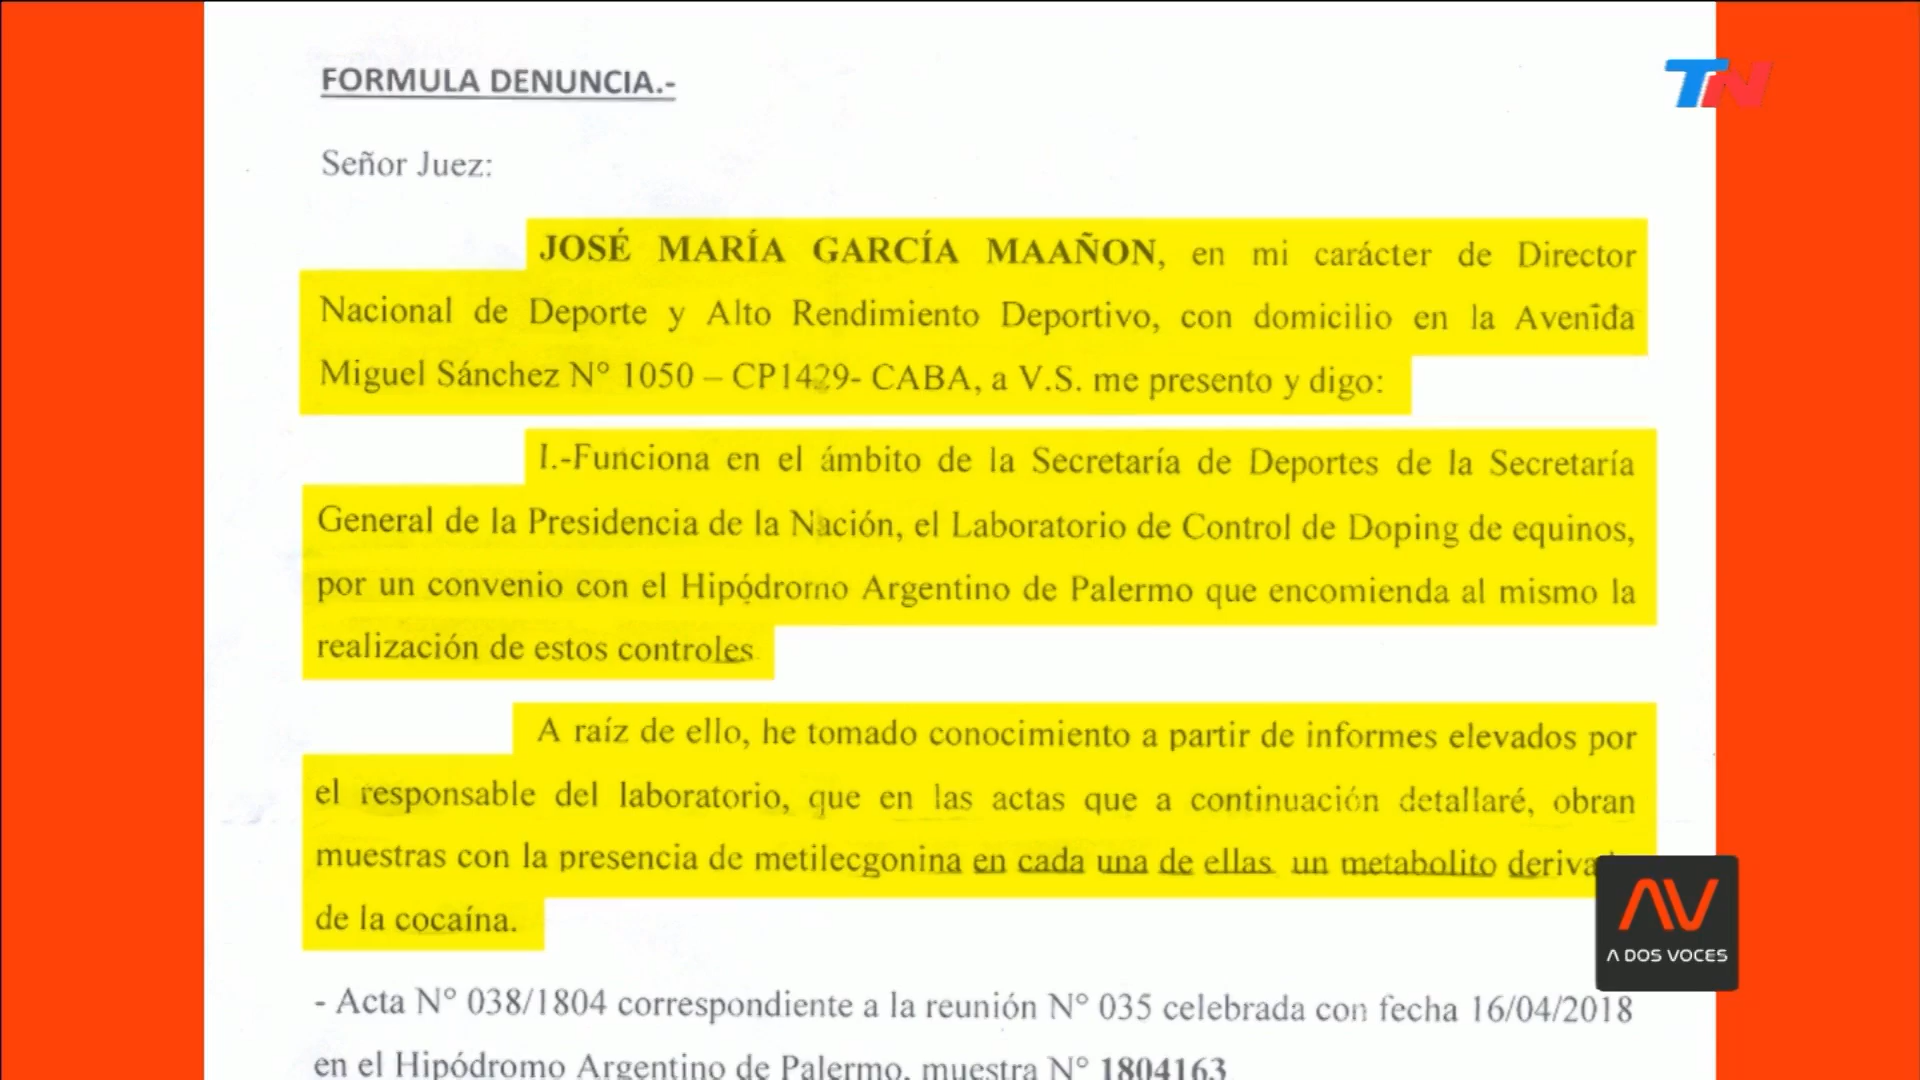 FORMULA DENUNCIA.-
TN
Señor Juez:
JOSÉ MARÍA GARCÍA MAAÑON, en mi carácter de Director
Nacional de Deporte y Alto Rendimiento Deportivo, con domicilio en la Avenida
Miguel Sánchez N° 1050 – CP1429- CABA, a V.S. me presento y digo:
I.-Funciona en el ámbito de la Secretaría de Deportes de la Secretaría
General de la Presidencia de la Nación, el Laboratorio de Control de Doping de equinos,
por un convenio con el Hipódromo Argentino de Palermo que encomienda al mismo la
realización de estos controles
A raíz de ello, he tomado conocimiento a partir de informes elevados por
el responsable del laboratorio, que en las actas que a continuación detallaré, obran
muestras con la presencia de metilecgonina en cada una de ellas un metabolito deriva
de la cocaína.
AV
A DOS VOCES
- Acta N° 038/1804 correspondiente a la reunión N° 035 celebrada con fecha 16/04/2018
en el Hipódromo Argentino de Palermo, muestra N° 1804163